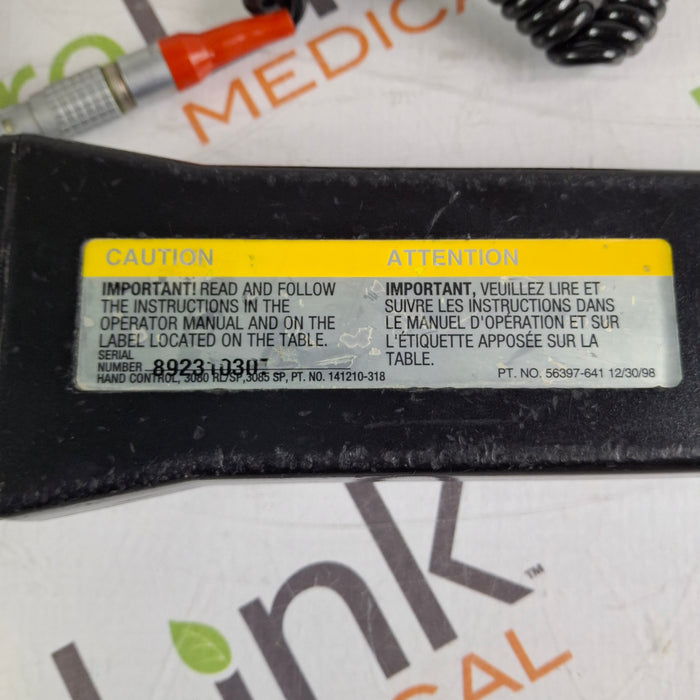 Link
MEDICAL
CAUTION
IMPORTANT! READ AND FOLLOW
THE INSTRUCTIONS IN THE
OPERATOR MANUAL AND ON THE
LABEL LOCATED ON THE TABLE.
SERIAL
NUMBER
HAND CONTROL, 3080 RL/SP,3085 SP, PT. NO. 141210-318
ATTENTION
IMPORTANT, VEUILLEZ LIRE ET
SUIVRE LES INSTRUCTIONS DANS
LE MANUEL D'OPÉRATION ET SUR
L'ÉTIQUETTE APPOSÉE SUR LA
TABLE.
PT. NO. 56397-641 12/30/98
Link™